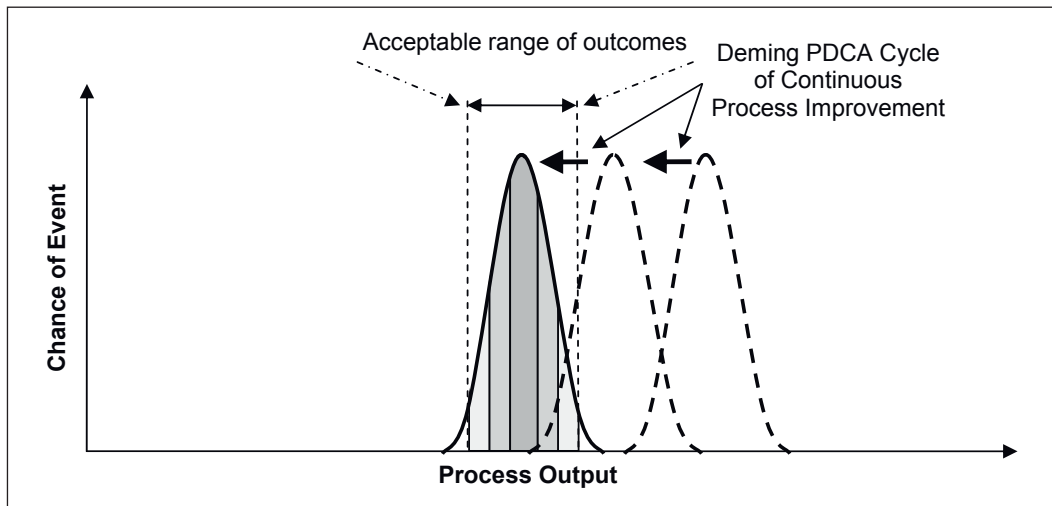 Acceptable range of outcomes
Deming PDCA Cycle
of Continuous
Process Improvement
Chance of Event
Process Output